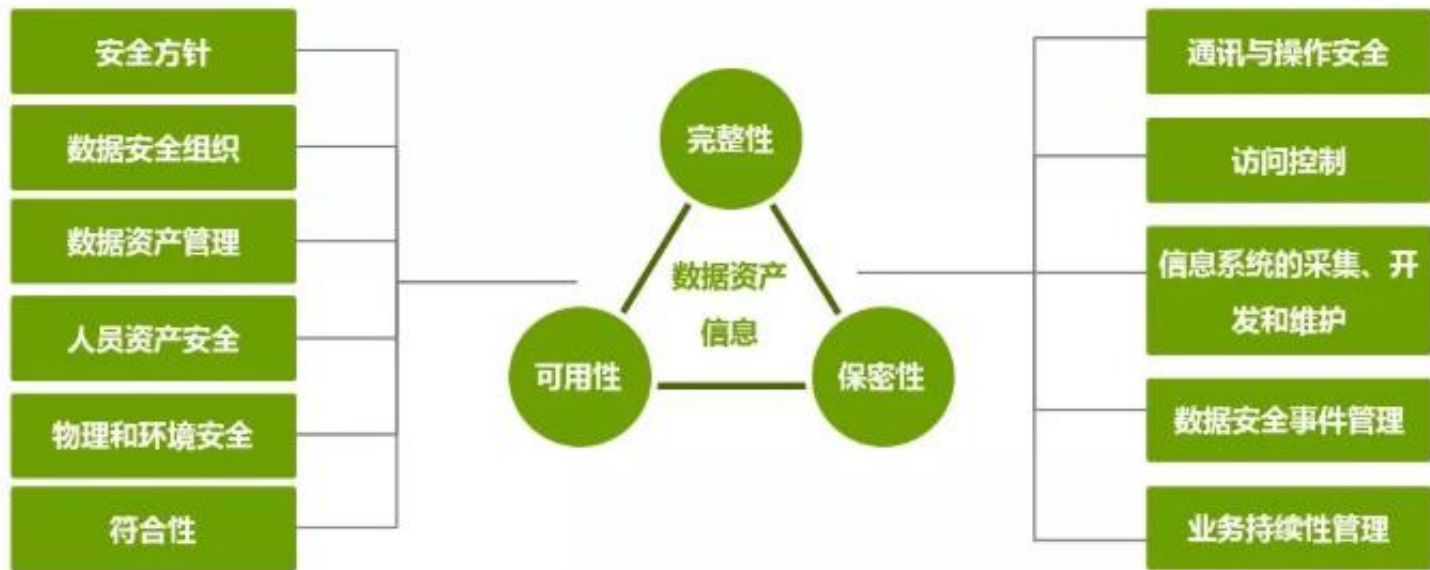 安全方针
数据安全组织
数据资产管理
人员资产安全
物理和环境安全
符合性
完整性
数据资产
信息
可用性
保密性
通讯与操作安全
访问控制
信息系统的采集、开
发和维护
数据安全事件管理
业务持续性管理